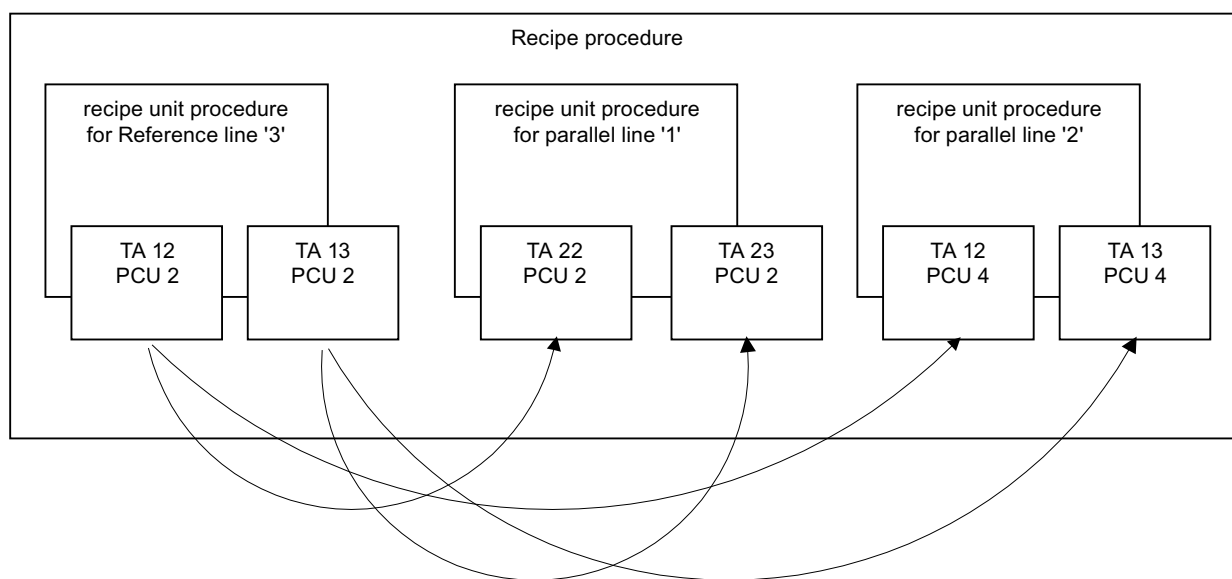 Recipe procedure
recipe unit procedure
for Reference line '3'
TA 12
PCU 2
TA 13
PCU 2
recipe unit procedure
for parallel line '1'
TA 22
PCU 2
TA 23
PCU 2
recipe unit procedure
for parallel line '2'
TA 12
PCU 4
TA 13
PCU 4